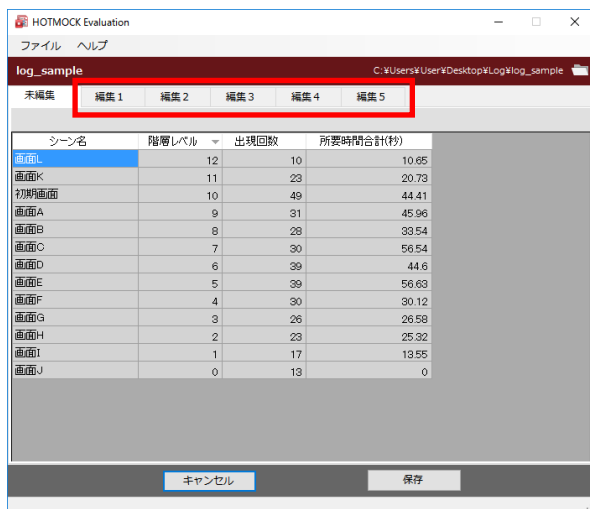 HOTMOCK Evaluation
ファイル ヘルプ
log_sample C:¥Users¥User¥Desktop¥Log¥log_sample
未編集 編集1 編集2 編集3 編集4 編集5
シーン名 階層レベル 出現回数 所要時間合計(秒)
画面L 12 10 10.65
画面K 11 23 20.73
初期画面 10 49 44.41
画面A 9 31 45.96
画面B 8 28 33.54
画面C 7 30 56.54
画面D 6 39 44.6
画面E 5 39 56.63
画面F 4 30 30.12
画面G 3 26 26.58
画面H 2 23 25.32
画面I 1 17 13.55
画面J 0 13 0
キャンセル 保存